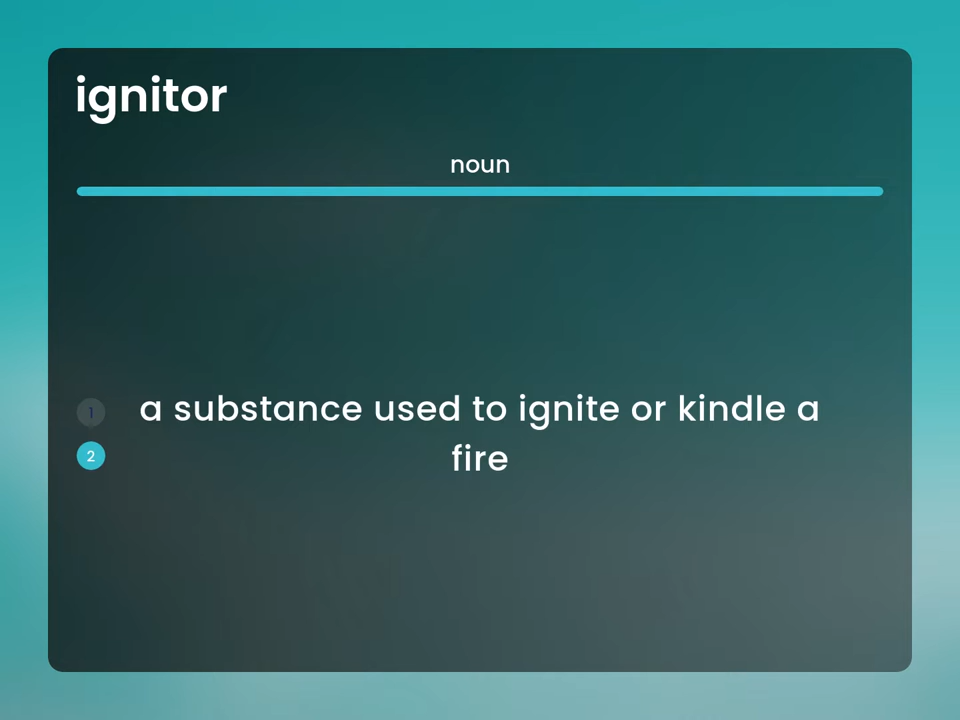 ignitor
noun
1
a substance used to ignite or kindle a
2
fire